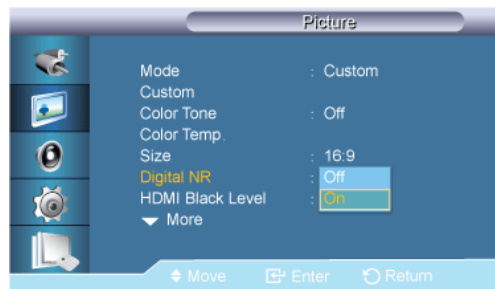 Picture
Mode : Custom
Custom
Color Tone : Off
Color Temp.
Size : 16:9
Digital NR : Off
HDMI Black Level : On
More
Move Enter Return